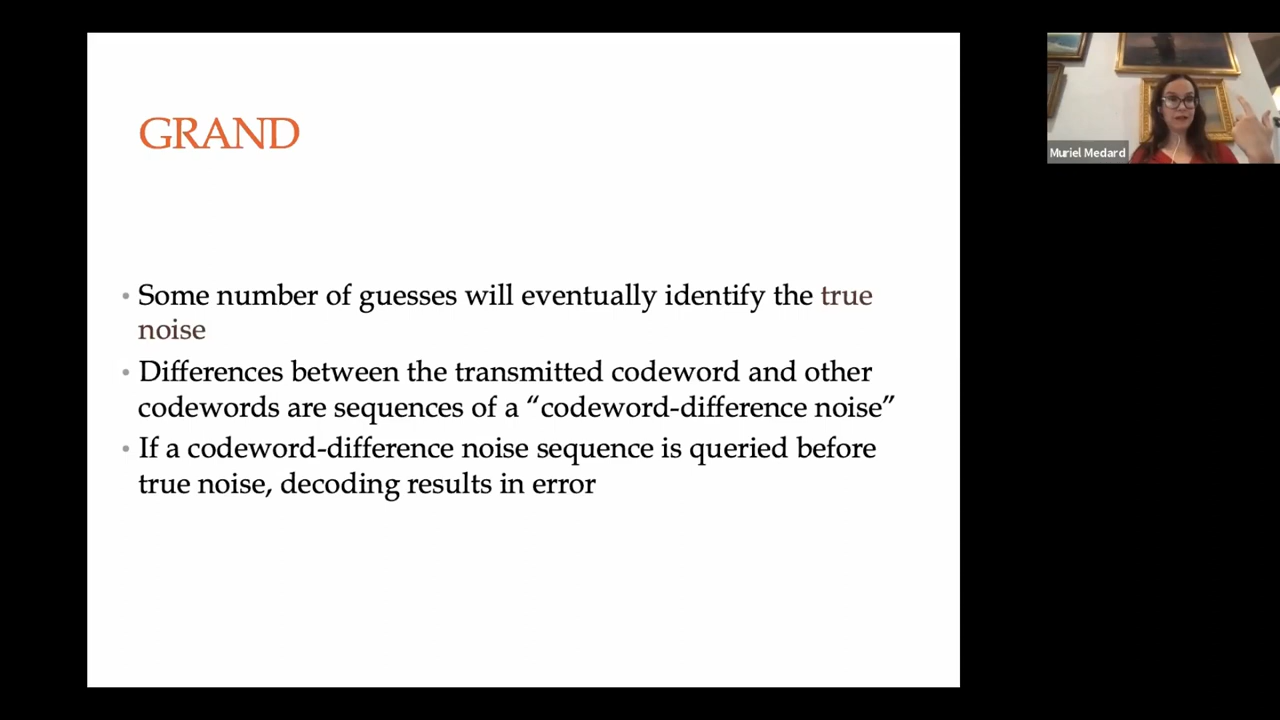 GRAND
• Some number of guesses will eventually identify the true
noise
• Differences between the transmitted codeword and other
codewords are sequences of a “codeword-difference noise”
• If a codeword-difference noise sequence is queried before
true noise, decoding results in error
Muriel Medard